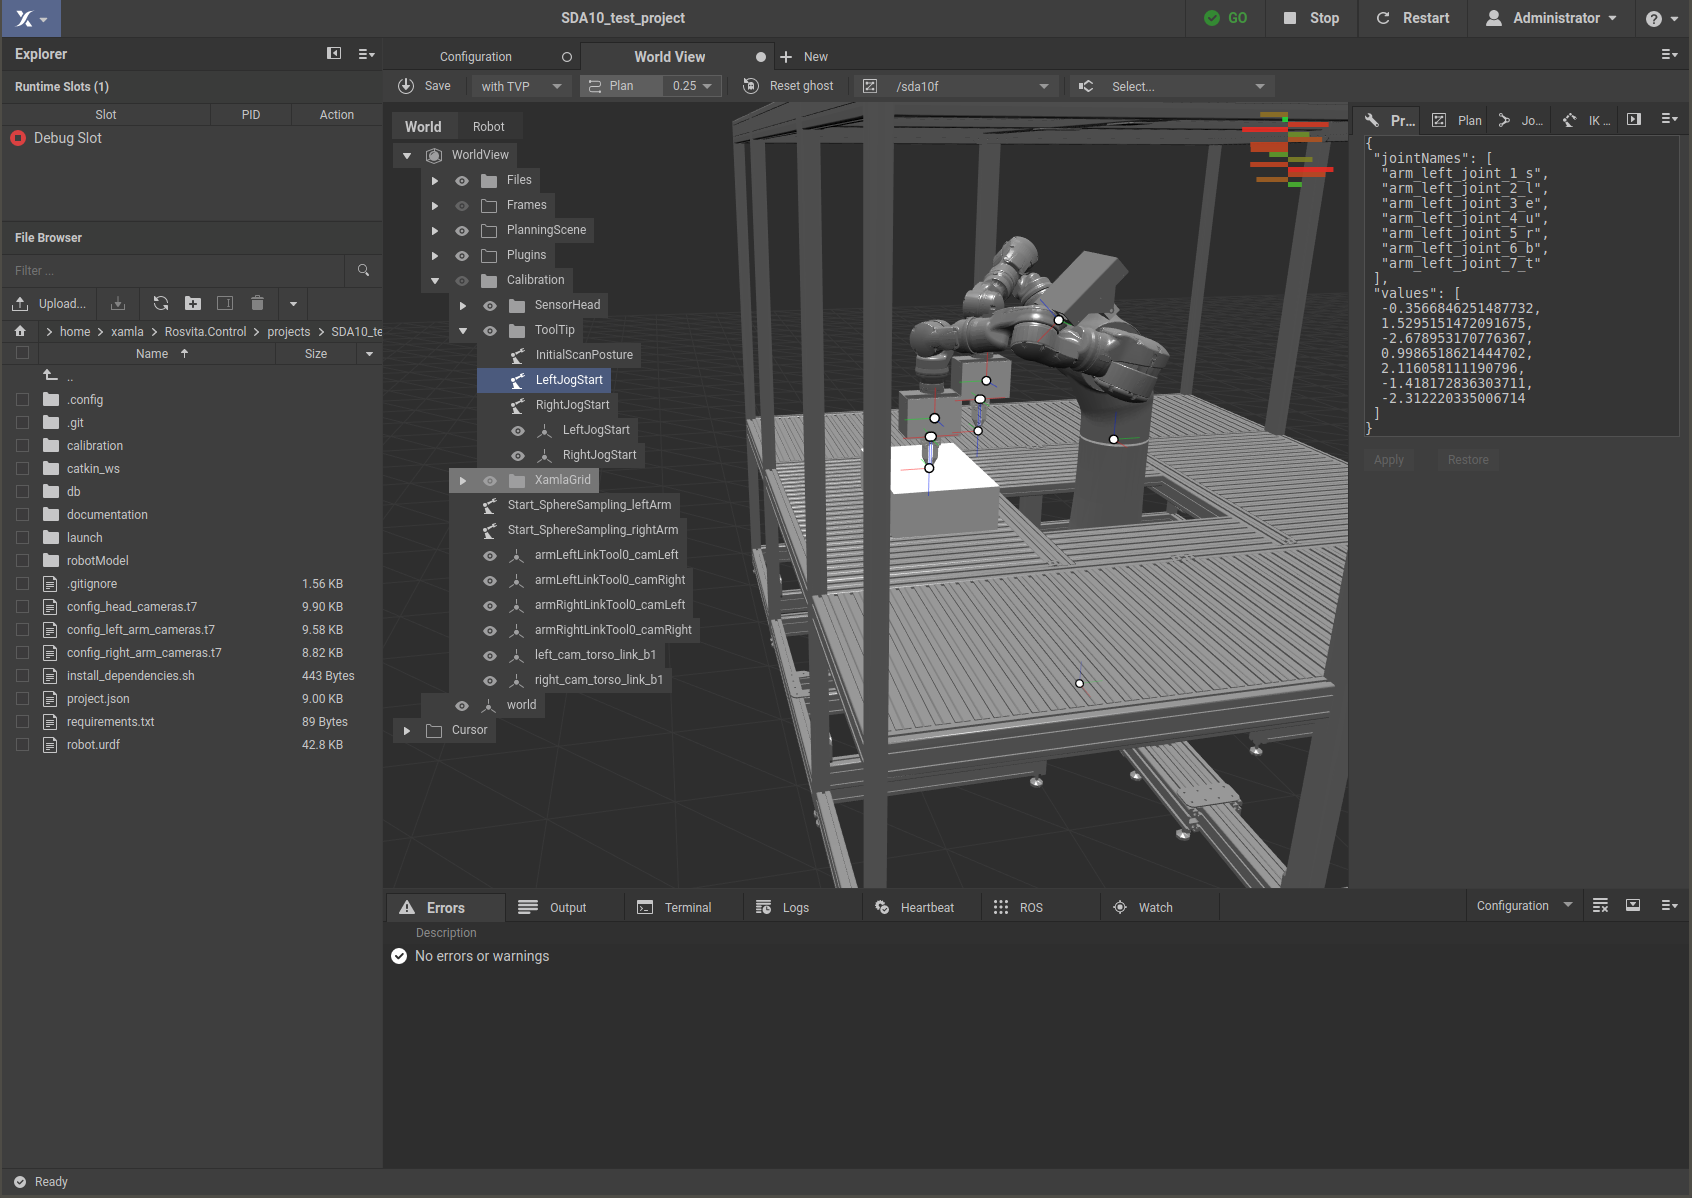 SDA10_test_project
GO
Stop
Restart
Administrator
?
Explorer
Runtime Slots (1)
Slot PID Action
Debug Slot
File Browser
Filter ...
Upload...
> home > xamla > Rosvita.Control > projects > SDA10_te
Name Size
..
.config
.git
calibration
catkin_ws
db
documentation
launch
robotModel
.gitignore 1.56 KB
config_head_cameras.t7 9.90 KB
config_left_arm_cameras.t7 9.58 KB
config_right_arm_cameras.t7 8.82 KB
install_dependencies.sh 443 Bytes
project.json 9.00 KB
requirements.txt 89 Bytes
robot.urdf 42.8 KB
Ready
Configuration
World View
New
Save
with TVP
Plan
0.25
Reset ghost
/sda10f
Select...
World
Robot
WorldView
Files
Frames
PlanningScene
Plugins
Calibration
SensorHead
ToolTip
InitialScanPosture
LeftJogStart
RightJogStart
LeftJogStart
RightJogStart
XamlaGrid
Start_SphereSampling_leftArm
Start_SphereSampling_rightArm
armLeftLinkTool0_camLeft
armLeftLinkTool0_camRight
armRightLinkTool0_camLeft
armRightLinkTool0_camRight
left_cam_torso_link_b1
right_cam_torso_link_b1
world
Cursor
Pr...
Plan
Jo...
IK ...
{
"jointNames": [
"arm_left_joint_1_s",
"arm_left_joint_2_l",
"arm_left_joint_3_e",
"arm_left_joint_4_u",
"arm_left_joint_5_r",
"arm_left_joint_6_b",
"arm_left_joint_7_t"
],
"values": [
-0.3566846251487732,
1.5295151472091675,
-2.678953170776367,
0.9986518621444702,
2.116058111190796,
-1.418172836303711,
-2.312220335006714
]
}
Apply
Restore
Errors
Output
Terminal
Logs
Heartbeat
ROS
Watch
Configuration
Description
No errors or warnings